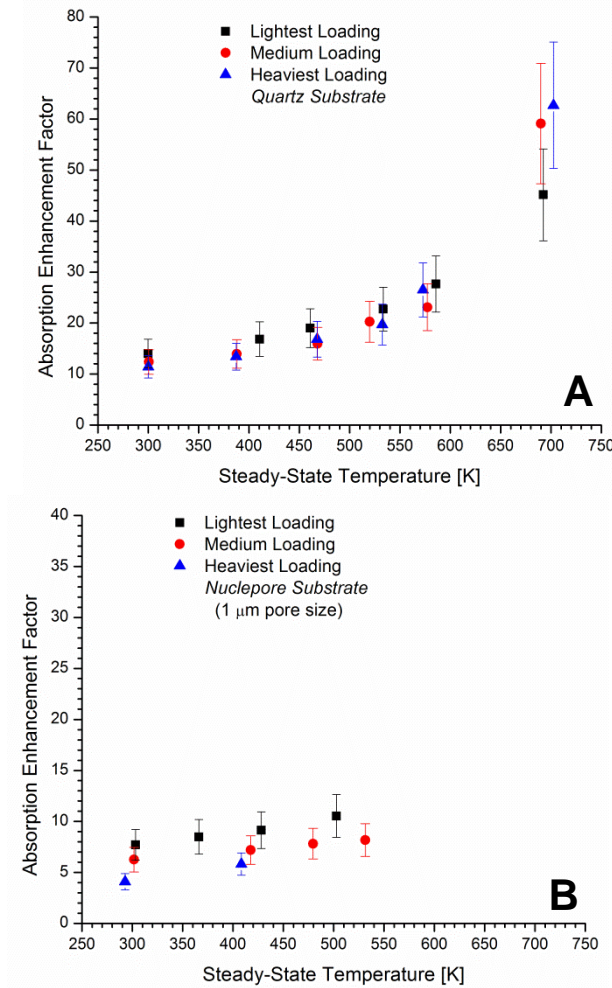 80
70
60
50
40
30
20
10
0
Absorption Enhancement Factor
Lightest Loading
Medium Loading
Heaviest Loading
Quartz Substrate
A
250 300 350 400 450 500 550 600 650 700 750
Steady-State Temperature [K]
40
35
30
25
20
15
10
5
0
Absorption Enhancement Factor
Lightest Loading
Medium Loading
Heaviest Loading
Nuclepore Substrate
(1 μm pore size)
B
250 300 350 400 450 500 550 600 650 700 750
Steady-State Temperature [K]